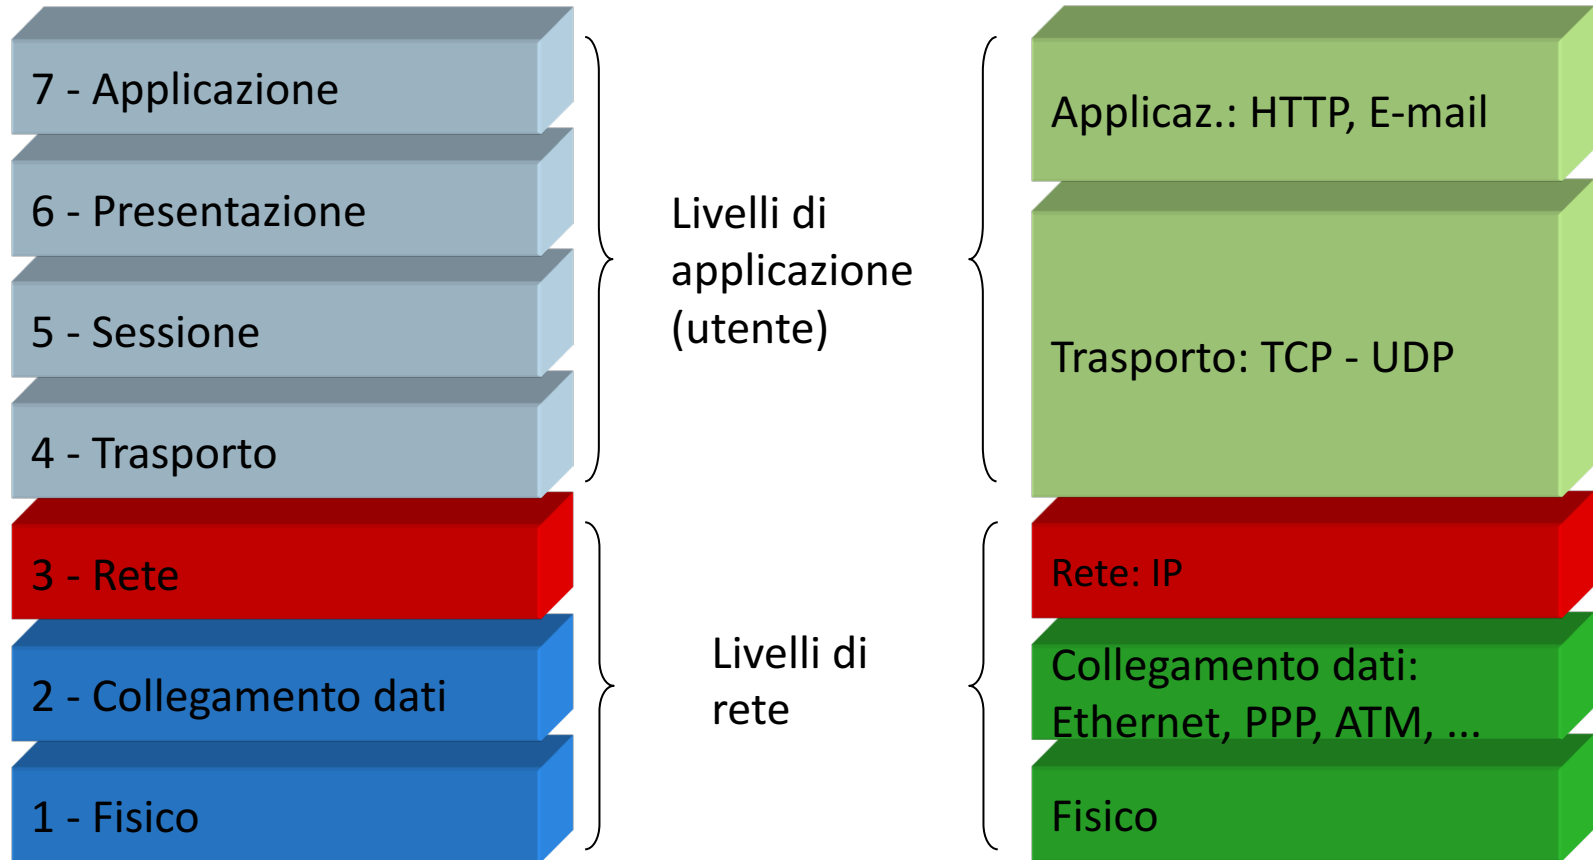 7 - Applicazione
6 - Presentazione
5 - Sessione
4 - Trasporto
3 - Rete
2 - Collegamento dati
1 - Fisico
Livelli di
applicazione
(utente)
Livelli di
rete
Applicaz.: HTTP, E-mail
Trasporto: TCP - UDP
Rete: IP
Collegamento dati:
Ethernet, PPP, ATM, ...
Fisico